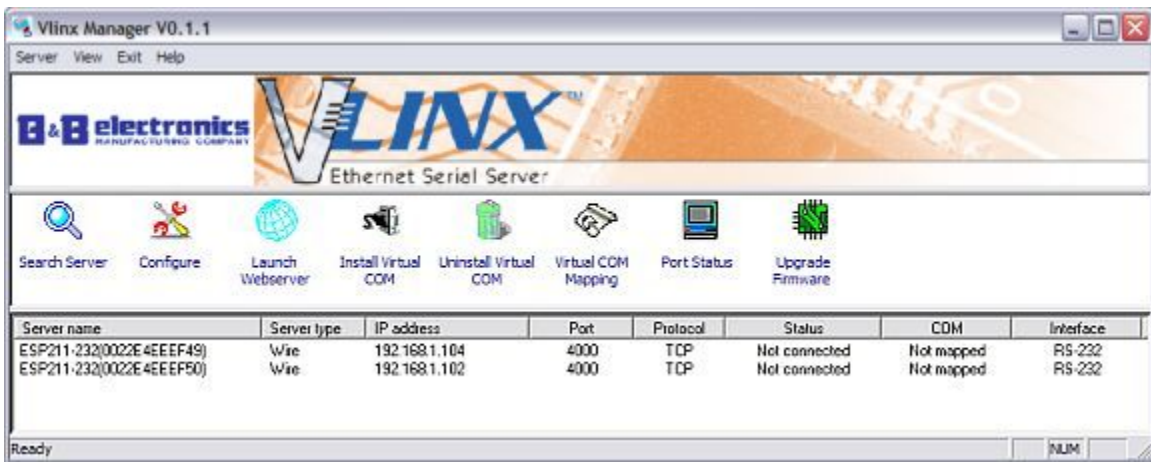 Vlinx Manager V0.1.1
Server View Exit Help
B&B electronics
MANUFACTURING COMPANY
VLINX™
Ethernet Serial Server
Search Server Configure Launch Webserver Install Virtual COM Uninstall Virtual COM Virtual COM Mapping Port Status Upgrade Firmware
Server name Server type IP address Port Protocol Status COM Interface
ESP211-232(0022E4EEEF49) Wire 192.168.1.104 4000 TCP Not connected Not mapped RS-232
ESP211-232(0022E4EEEF50) Wire 192.168.1.102 4000 TCP Not connected Not mapped RS-232
Ready NUM